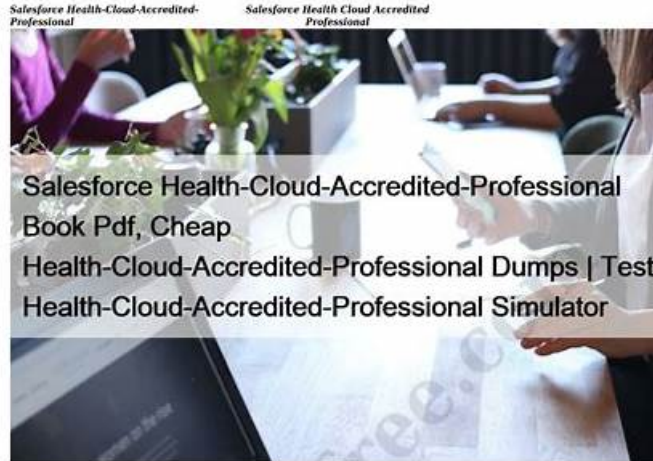 Salesforce Health-Cloud-Accredited-
Professional
Salesforce Health Cloud Accredited
Professional
Salesforce Health-Cloud-Accredited-Professional
Book Pdf, Cheap
Health-Cloud-Accredited-Professional Dumps | Test
Health-Cloud-Accredited-Professional Simulator